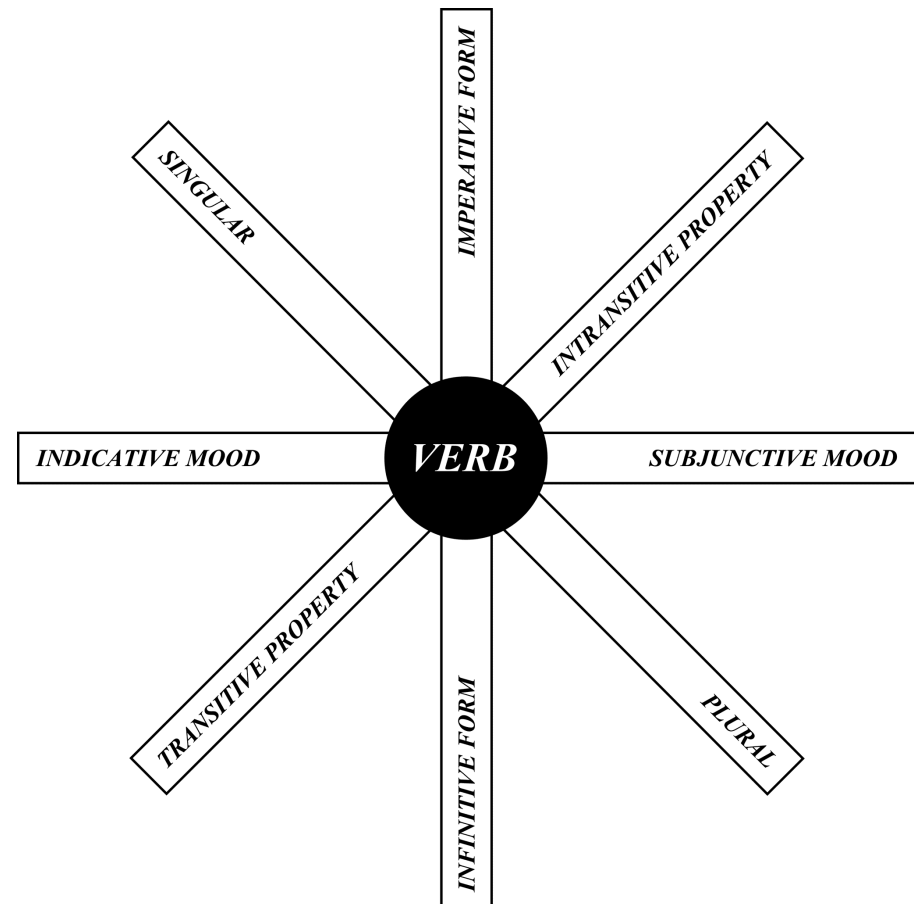 IMPERATIVE FORM
SINGULAR
INTRANSITIVE PROPERTY
INDICATIVE MOOD
VERB
SUBJUNCTIVE MOOD
TRANSITIVE PROPERTY
PLURAL
INFINITIVE FORM